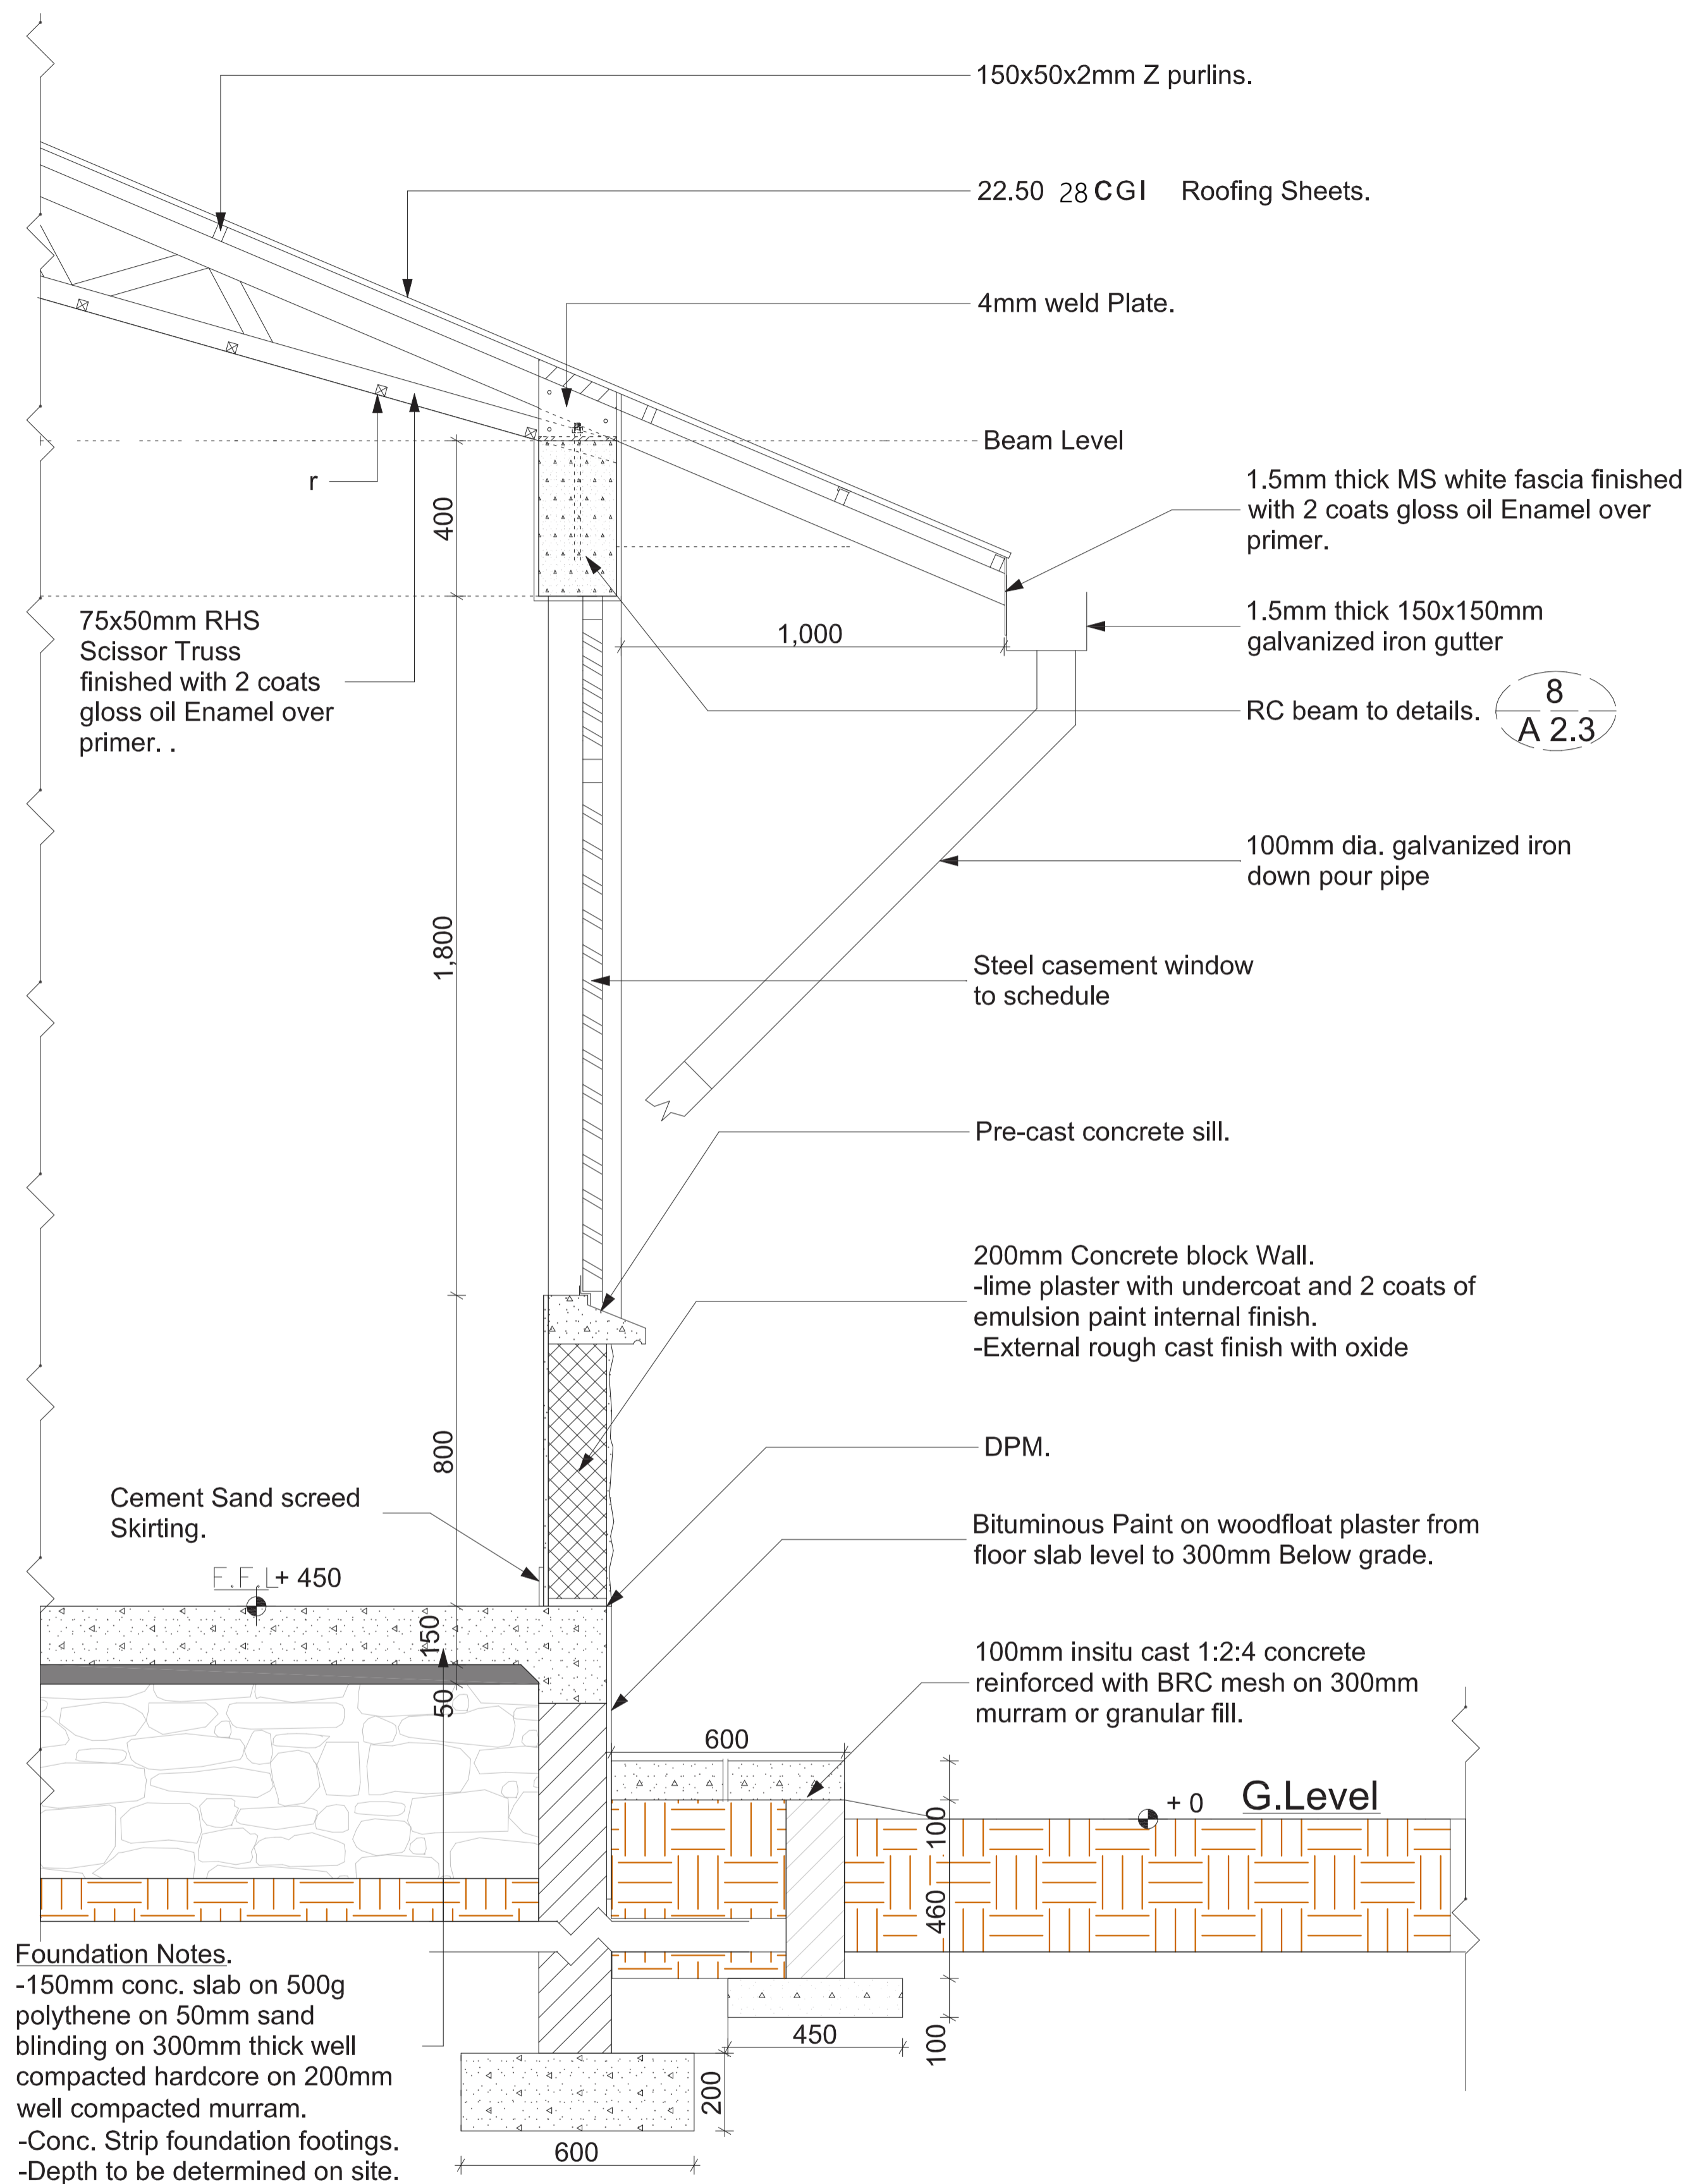 150x50x2mm Z purlins.
22.50 28 CGI Roofing Sheets.
4mm weld Plate.
Beam Level
1.5mm thick MS white fascia finished
with 2 coats gloss oil Enamel over
primer.
r
400
75x50mm RHS
Scissor Truss
finished with 2 coats
gloss oil Enamel over
primer. .
1,000
1.5mm thick 150x150mm
galvanized iron gutter
RC beam to details.
8
A 2.3
100mm dia. galvanized iron
down pour pipe
1,800
Steel casement window
to schedule
Pre-cast concrete sill.
200mm Concrete block Wall.
-lime plaster with undercoat and 2 coats of
emulsion paint internal finish.
-External rough cast finish with oxide
800
DPM.
Cement Sand screed
Skirting.
Bituminous Paint on woodfloat plaster from
floor slab level to 300mm Below grade.
F.F.L+ 450
150
50
100mm insitu cast 1:2:4 concrete
reinforced with BRC mesh on 300mm
murram or granular fill.
600
+ 0 G.Level
100
460
100
450
200
600
Foundation Notes.
-150mm conc. slab on 500g
polythene on 50mm sand
blinding on 300mm thick well
compacted hardcore on 200mm
well compacted murram.
-Conc. Strip foundation footings.
-Depth to be determined on site.